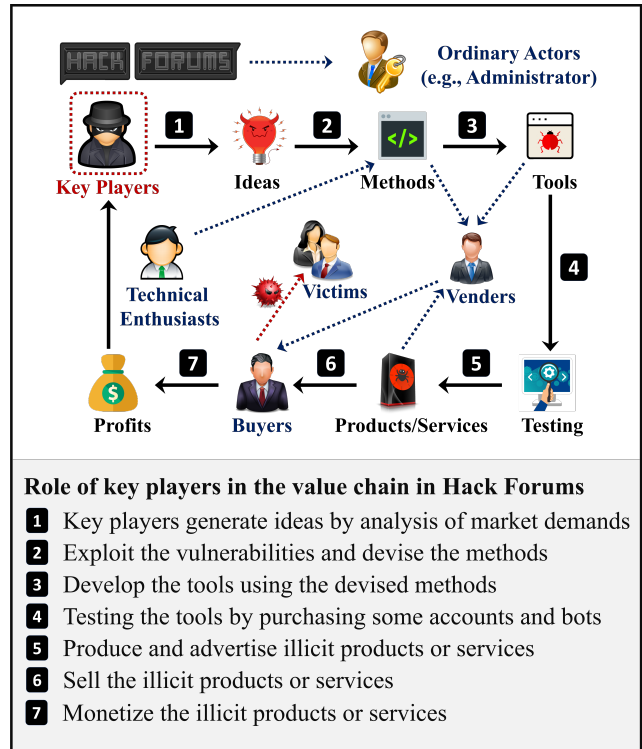 HACK FORUMS
Ordinary Actors
(e.g., Administrator)
1
2
3
</>
Key Players
Ideas
Methods
Tools
4
Technical
Enthusiasts
Victims
Venders
7
6
5
$
< >
Profits
Buyers
Products/Services
Testing
Role of key players in the value chain in Hack Forums
1 Key players generate ideas by analysis of market demands
2 Exploit the vulnerabilities and devise the methods
3 Develop the tools using the devised methods
4 Testing the tools by purchasing some accounts and bots
5 Produce and advertise illicit products or services
6 Sell the illicit products or services
7 Monetize the illicit products or services